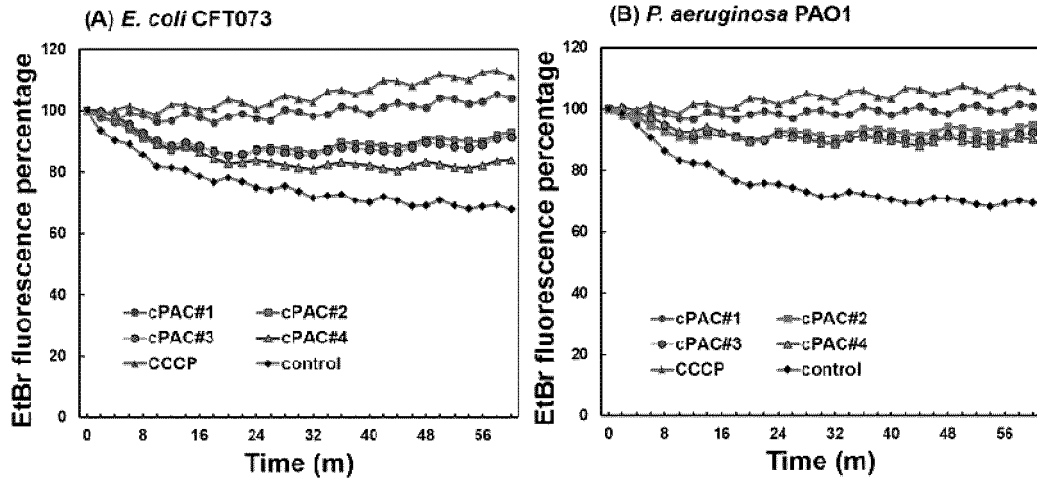 (A) E. coli CFT073
EtBr fluorescence percentage
120
100
80
60
40
20
0
cPAC#1 cPAC#2
cPAC#3 cPAC#4
CCCP control
0 8 16 24 32 40 48 56
Time (m)
(B) P. aeruginosa PAO1
EtBr fluorescence percentage
120
100
80
60
40
20
0
cPAC#1 cPAC#2
cPAC#3 cPAC#4
CCCP control
0 8 16 24 32 40 48 56
Time (m)